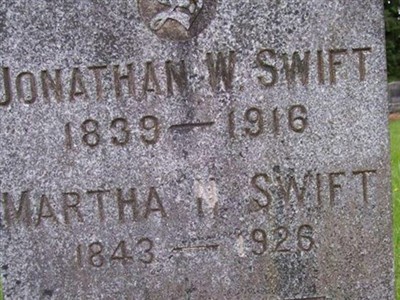 JONATHAN W. SWIFT
1839 — 1916
MARTHA N. SWIFT
1843 — 1926